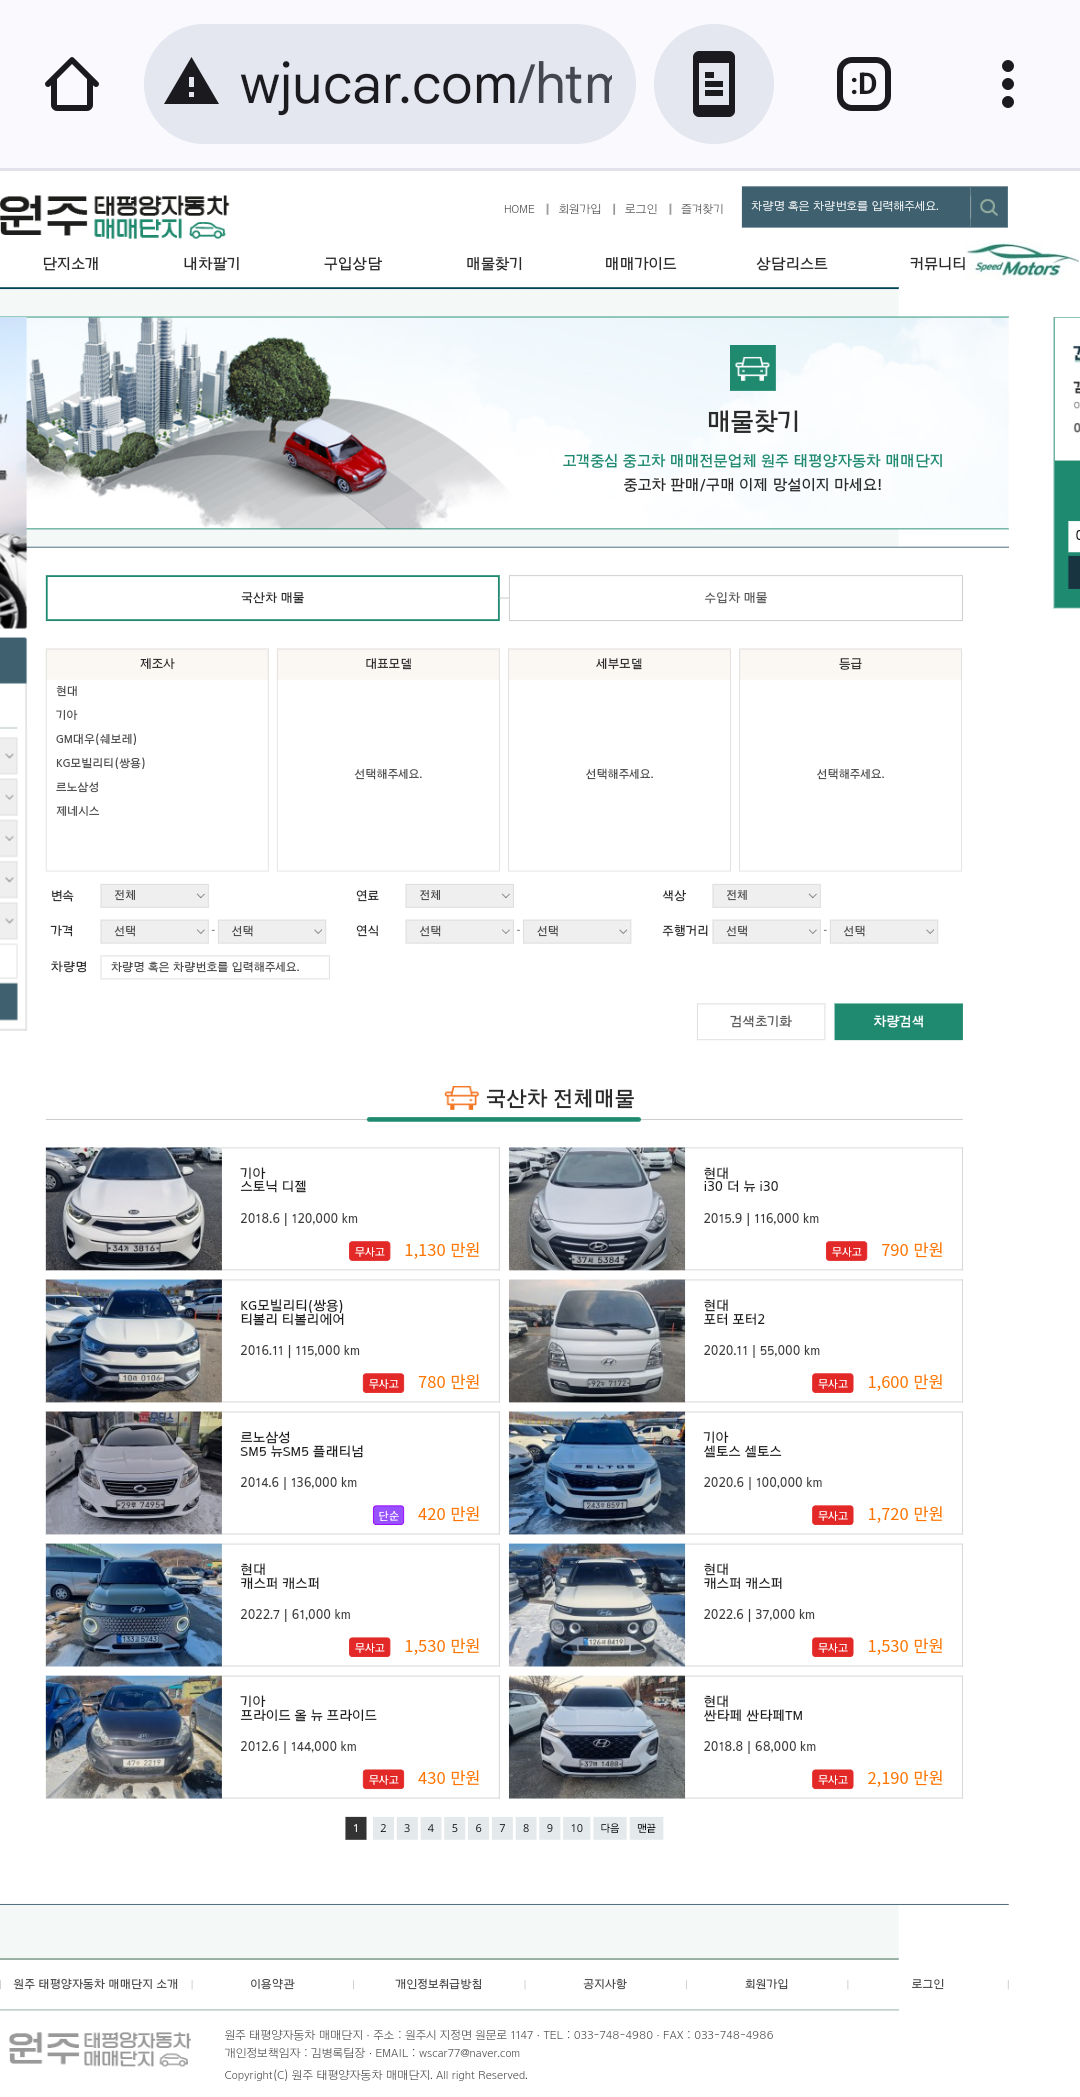 wjucar.com/htm
:D
원주 태평양자동차
매매단지
HOME | 회원가입 | 로그인 | 즐겨찾기
차량명 혹은 차량번호를 입력해주세요.
단지소개 내차팔기 구입상담 매물찾기 매매가이드 상담리스트 커뮤니티
Speed Motors
매물찾기
고객중심 중고차 매매전문업체 원주 태평양자동차 매매단지
중고차 판매/구매 이제 망설이지 마세요!
국산차 매물 수입차 매물
제조사 대표모델 세부모델 등급
현대
기아
GM대우(쉐보레)
KG모빌리티(쌍용)
르노삼성
제네시스
선택해주세요. 선택해주세요. 선택해주세요.
변속 전체 연료 전체 색상 전체
가격 선택 - 선택 연식 선택 - 선택 주행거리 선택 - 선택
차량명 차량명 혹은 차량번호를 입력해주세요.
검색초기화 차량검색
국산차 전체매물
기아
스토닉 디젤
2018.6 | 120,000 km
무사고 1,130 만원
현대
i30 더 뉴 i30
2015.9 | 116,000 km
무사고 790 만원
KG모빌리티(쌍용)
티볼리 티볼리에어
2016.11 | 115,000 km
무사고 780 만원
현대
포터 포터2
2020.11 | 55,000 km
무사고 1,600 만원
르노삼성
SM5 뉴SM5 플래티넘
2014.6 | 136,000 km
단순 420 만원
SELTOS
기아
셀토스 셀토스
2020.6 | 100,000 km
무사고 1,720 만원
현대
캐스퍼 캐스퍼
2022.7 | 61,000 km
무사고 1,530 만원
현대
캐스퍼 캐스퍼
2022.6 | 37,000 km
무사고 1,530 만원
기아
프라이드 올 뉴 프라이드
2012.6 | 144,000 km
무사고 430 만원
현대
싼타페 싼타페TM
2018.8 | 68,000 km
무사고 2,190 만원
1 2 3 4 5 6 7 8 9 10 다음 맨끝
원주 태평양자동차 매매단지 소개 | 이용약관 | 개인정보취급방침 | 공지사항 | 회원가입 | 로그인
원주 태평양자동차
매매단지
원주 태평양자동차 매매단지 · 주소 : 원주시 지정면 원문로 1147 · TEL : 033-748-4980 · FAX : 033-748-4986
개인정보책임자 : 김병록팀장 · EMAIL : wscar77@naver.com
Copyright(C) 원주 태평양자동차 매매단지. All right Reserved.